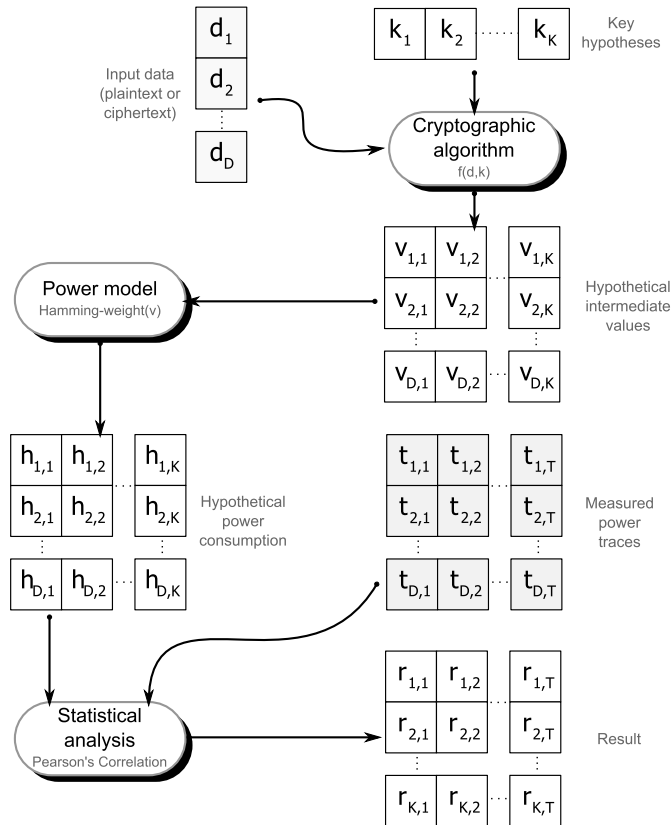 d1
d2
dD
Input data
(plaintext or
ciphertext)
k1 k2 kK
Key
hypotheses
Cryptographic
algorithm
f(d,k)
v1,1 v1,2 v1,K
v2,1 v2,2 v2,K
vD,1 vD,2 vD,K
Hypothetical
intermediate
values
Power model
Hamming-weight(v)
h1,1 h1,2 h1,K
h2,1 h2,2 h2,K
hD,1 hD,2 hD,K
Hypothetical
power
consumption
t1,1 t1,2 t1,T
t2,1 t2,2 t2,T
tD,1 tD,2 tD,T
Measured
power
traces
Statistical
analysis
Pearson's Correlation
r1,1 r1,2 r1,T
r2,1 r2,2 r2,T
rK,1 rK,2 rK,T
Result